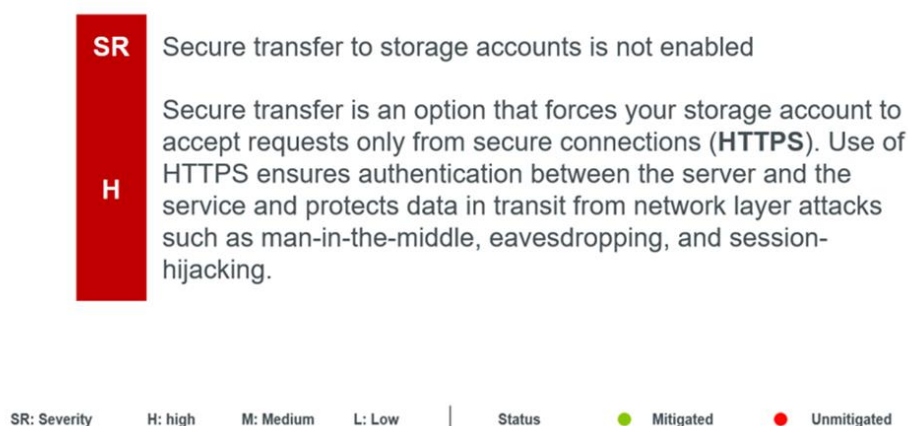 SR Secure transfer to storage accounts is not enabled
Secure transfer is an option that forces your storage account to
accept requests only from secure connections (HTTPS). Use of
HTTPS ensures authentication between the server and the
H service and protects data in transit from network layer attacks
such as man-in-the-middle, eavesdropping, and session-
hijacking.
SR: Severity H: high M: Medium L: Low | Status Mitigated Unmitigated